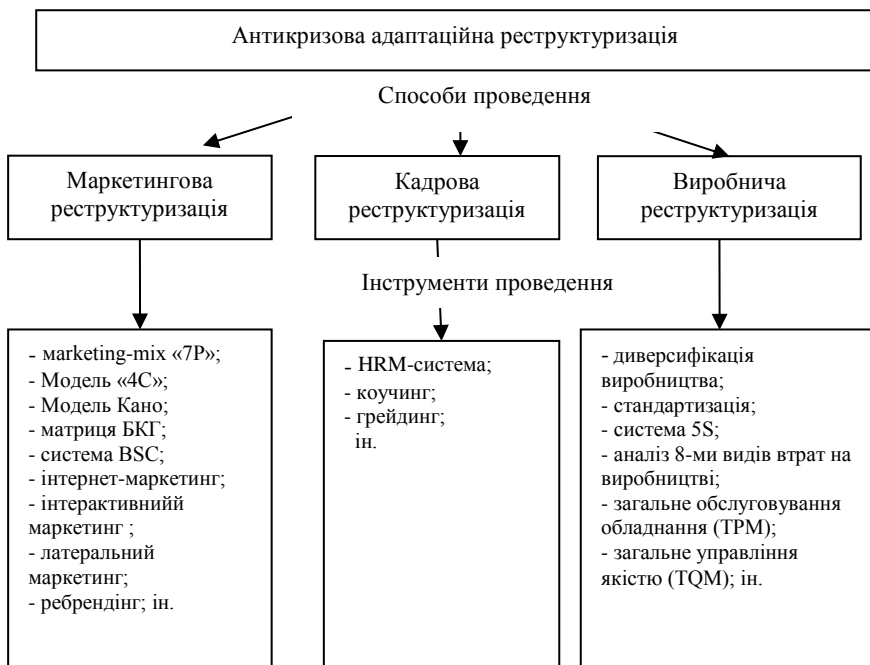 Антикризова адаптаційна реструктуризація
Способи проведення
Маркетингова
реструктуризація
Кадрова
реструктуризація
Виробнича
реструктуризація
Інструменти проведення
- marketing-mix «7P»;
- Модель «4С»;
- Модель Кано;
- матриця БКГ;
- система BSC;
- інтернет-маркетинг;
- інтерактивнийй
маркетинг ;
- латеральний
маркетинг;
- ребрендінг; ін.
- HRM-система;
- коучинг;
- грейдинг;
ін.
- диверсифікація
виробництва;
- стандартизація;
- система 5S;
- аналіз 8-ми видів втрат на
виробництві;
- загальне обслуговування
обладнання (TPM);
- загальне управління
якістю (TQM); ін.